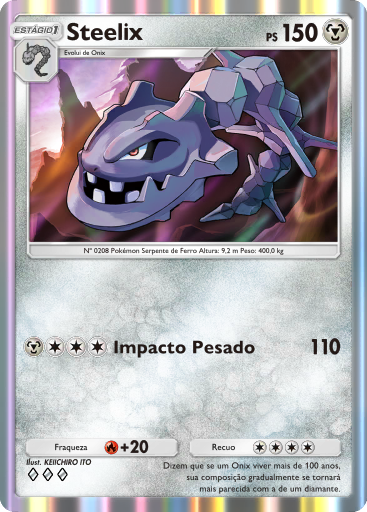 ESTÁGIO 1
Steelix
PS 150
Evolui de Onix
N° 0208 Pokémon Serpente de Ferro Altura: 9,2 m Peso: 400,0 kg
Impacto Pesado 110
Fraqueza +20
Recuo
Ilust. KEIICHIRO ITO
Dizem que se um Onix viver mais de 100 anos,
sua composição gradualmente se tornará
mais parecida com a de um diamante.